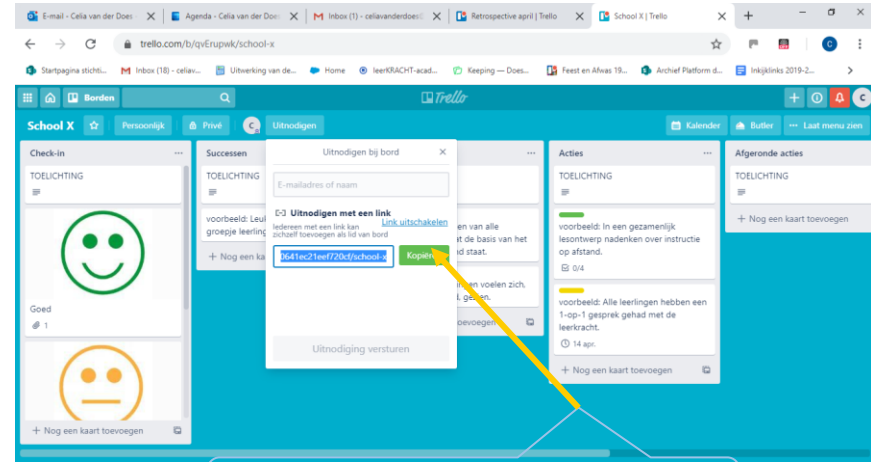 E-mail - Celia van der Does -
Agenda - Celia van der Does
Inbox (1) - celiavanderdoes
Retrospective april | Trello
School X | Trello
trello.com/b/qvErupwk/school-x
Startpagina stichti...
Inbox (18) - celiav...
Uitwerking van de...
Home
leerKRACHT-acad...
Keeping — Does...
Feest en Afwas 19...
Archief Platform d...
Inkijklinks 2019-2...
Borden
Trello
C
School X
Persoonlijk
Privé
C
Uitnodigen
Kalender
Butler
Laat menu zien
Check-in
TOELICHTING
Goed
1
+ Nog een kaart toevoegen
Successen
TOELICHTING
voorbeeld: Leu
groepje leerling
+ Nog een ka
Uitnodigen bij bord
E-mailadres of naam
Uitnodigen met een link
Iedereen met een link kan
zichzelf toevoegen als lid van bord
Link uitschakelen
0641ec21eef720cf/school-x
Kopiëre
Uitnodiging versturen
en van alle
at de basis van het
d staat.
en voelen zich.
toevoegen
Acties
TOELICHTING
voorbeeld: In een gezamenlijk
lesontwerp nadenken over instructie
op afstand.
0/4
voorbeeld: Alle leerlingen hebben een
1-op-1 gesprek gehad met de
leerkracht.
14 apr.
+ Nog een kaart toevoegen
Afgeronde acties
TOELICHTING
+ Nog een kaart toevoegen